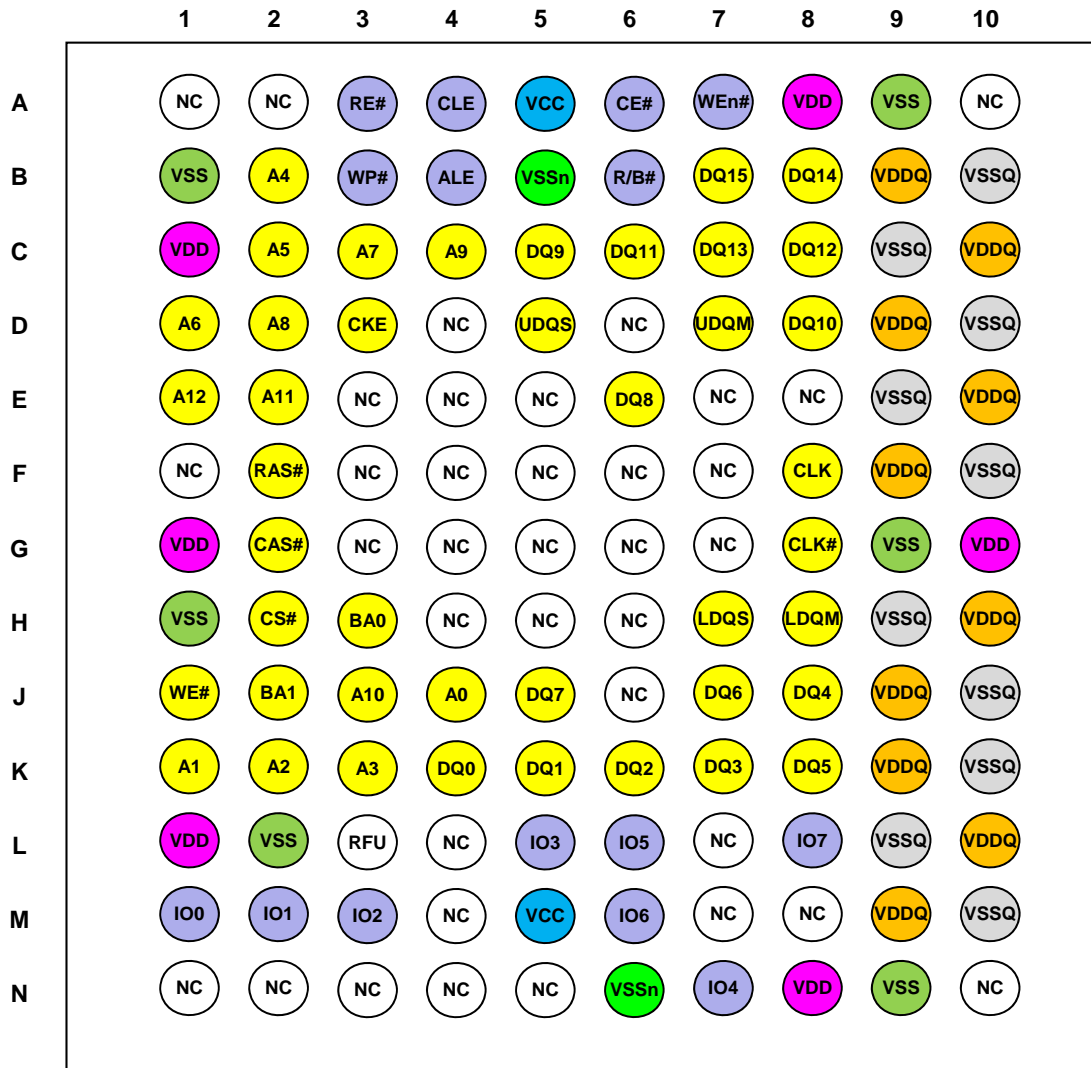 1 2 3 4 5 6 7 8 9 10
A NC NC RE# CLE VCC CE# WEn# VDD VSS NC
B VSS A4 WP# ALE VSSn R/B# DQ15 DQ14 VDDQ VSSQ
C VDD A5 A7 A9 DQ9 DQ11 DQ13 DQ12 VSSQ VDDQ
D A6 A8 CKE NC UDQS NC UDQM DQ10 VDDQ VSSQ
E A12 A11 NC NC NC DQ8 NC NC VSSQ VDDQ
F NC RAS# NC NC NC NC NC CLK VDDQ VSSQ
G VDD CAS# NC NC NC NC NC CLK# VSS VDD
H VSS CS# BA0 NC NC NC LDQS LDQM VSSQ VDDQ
J WE# BA1 A10 A0 DQ7 NC DQ6 DQ4 VDDQ VSSQ
K A1 A2 A3 DQ0 DQ1 DQ2 DQ3 DQ5 VDDQ VSSQ
L VDD VSS RFU NC IO3 IO5 NC IO7 VSSQ VDDQ
M IO0 IO1 IO2 NC VCC IO6 NC NC VDDQ VSSQ
N NC NC NC NC NC VSSn IO4 VDD VSS NC